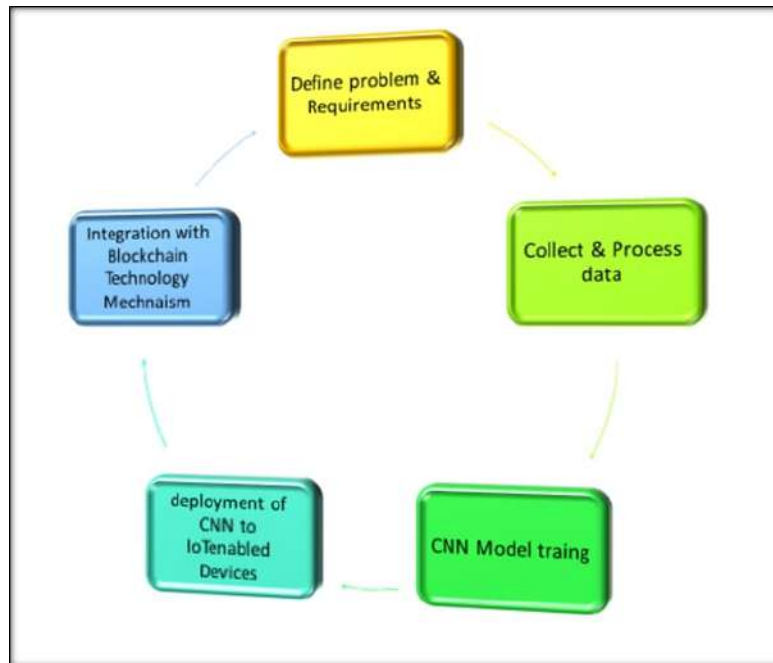 Define problem &
Requirements
Collect & Process
data
CNN Model traing
deployment of
CNN to
IoTenabled
Devices
Integration with
Blockchain
Technology
Mechnaism